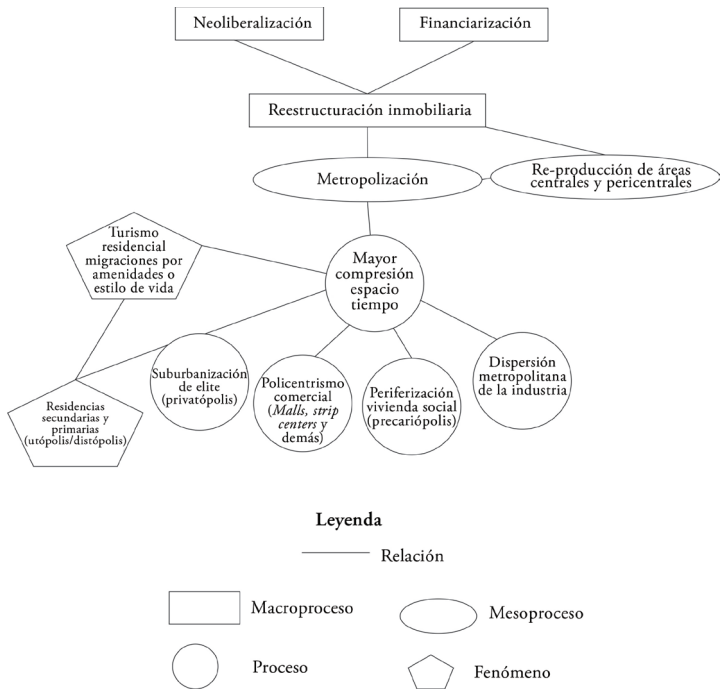 Neoliberalización
Financiarización
Reestructuración inmobiliaria
Metropolización
Re-producción de áreas
centrales y pericentrales
Turismo
residencial
migraciones por
amenidades o
estilo de vida
Mayor
compresión
espacio
tiempo
Residencias
secundarias y
primarias
(utópolis/distópolis)
Suburbanización
de elite
(privatópolis)
Policentrismo
comercial
(Malls, strip
centers y
demás)
Periferización
vivienda social
(precariópolis)
Dispersión
metropolitana
de la industria
Leyenda
Relación
Macroproceso
Mesoproceso
Proceso
Fenómeno